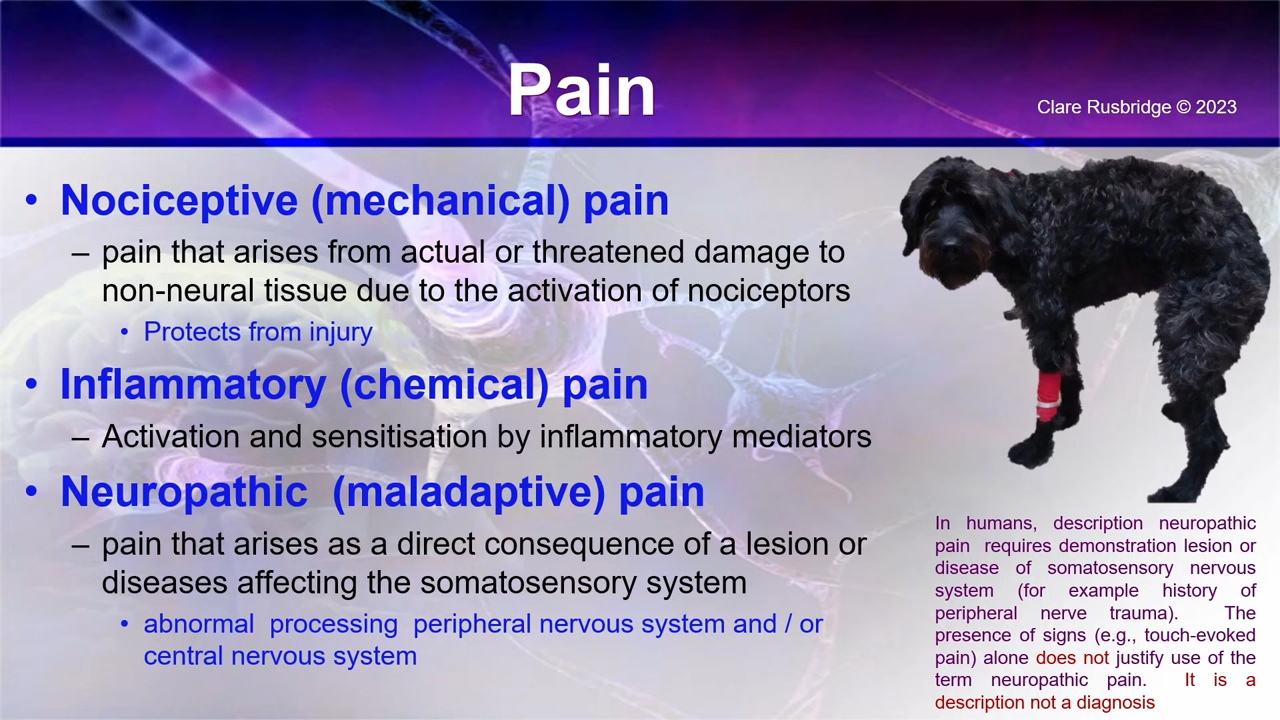 Pain
Clare Rusbridge © 2023
• Nociceptive (mechanical) pain
– pain that arises from actual or threatened damage to
non-neural tissue due to the activation of nociceptors
• Protects from injury
• Inflammatory (chemical) pain
– Activation and sensitisation by inflammatory mediators
• Neuropathic (maladaptive) pain
– pain that arises as a direct consequence of a lesion or
diseases affecting the somatosensory system
• abnormal processing peripheral nervous system and / or
central nervous system
In humans, description neuropathic
pain requires demonstration lesion or
disease of somatosensory nervous
system (for example history of
peripheral nerve trauma). The
presence of signs (e.g., touch-evoked
pain) alone does not justify use of the
term neuropathic pain. It is a
description not a diagnosis